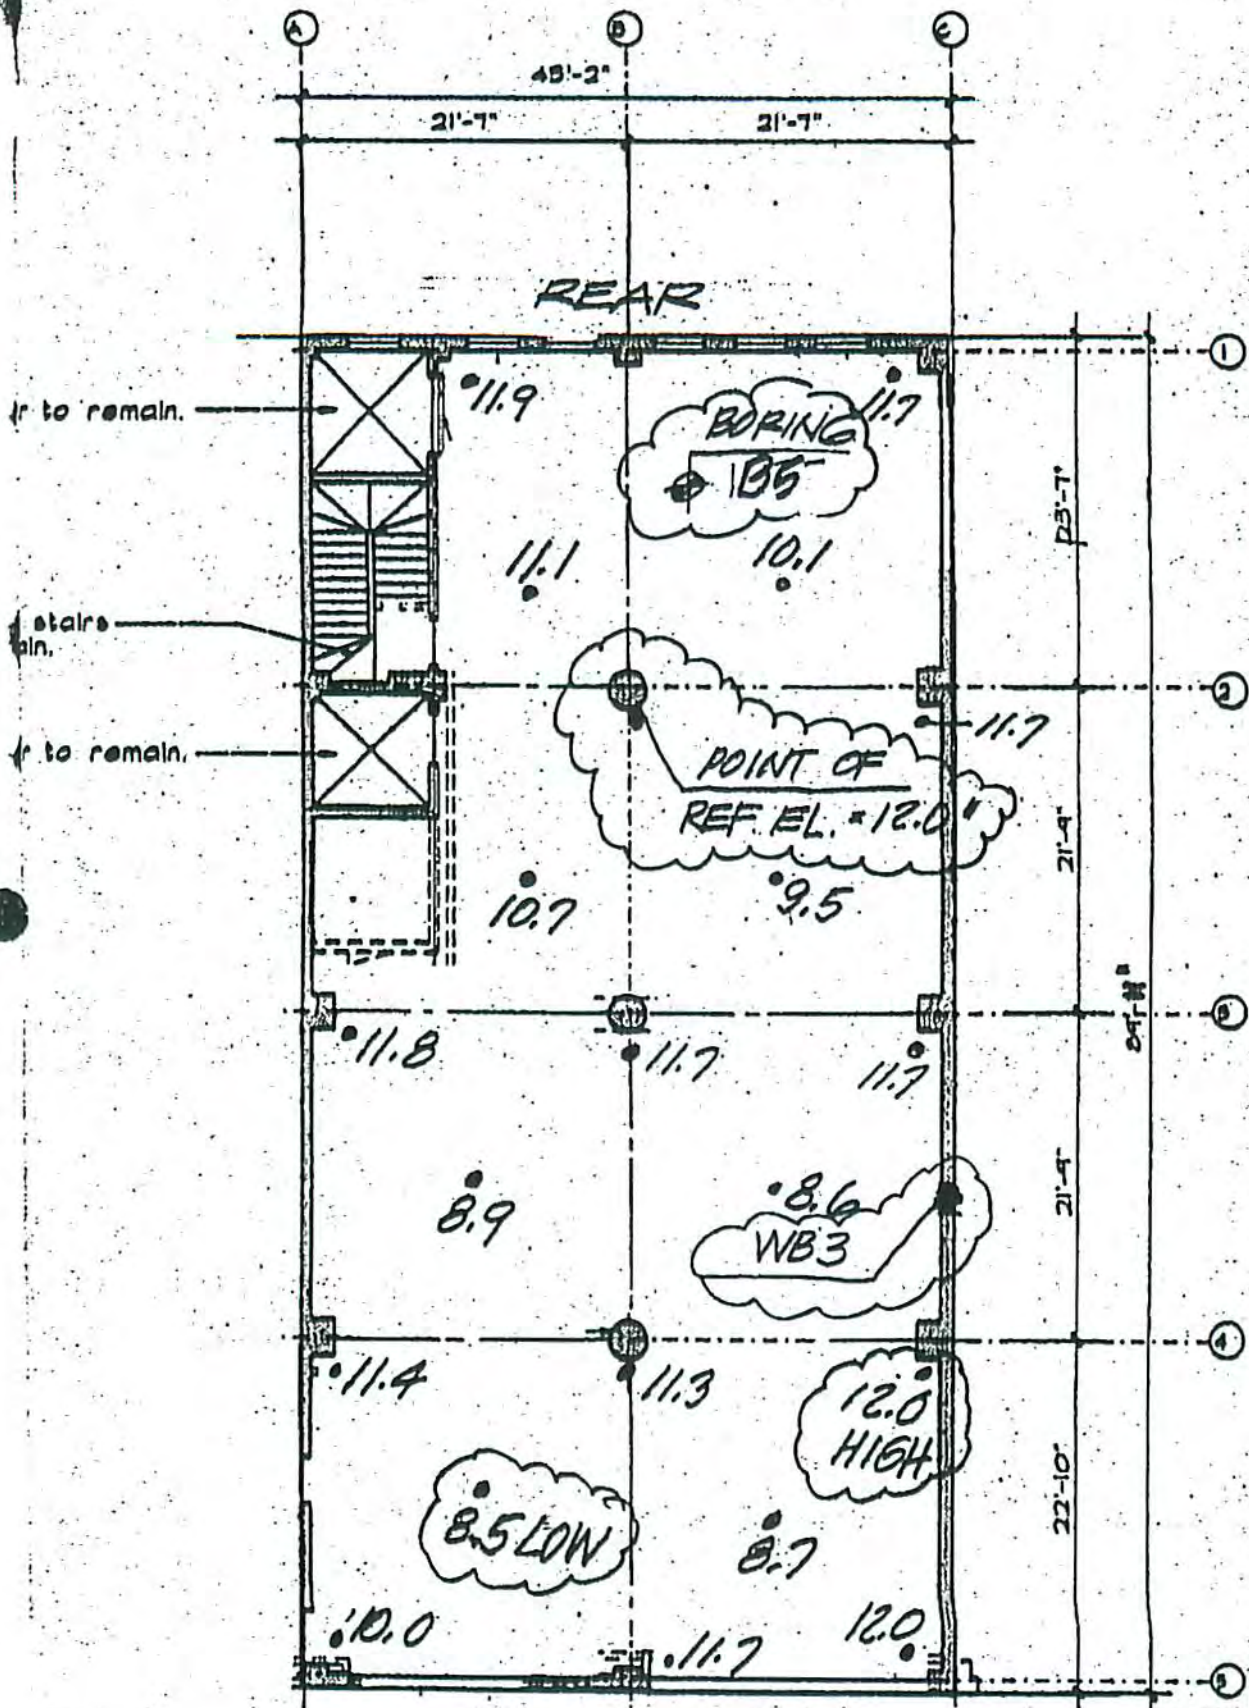 A
B
C
43'-2"
21'-7"
21'-7"
REAR
1
r to remain.
11.9
11.7
BORING
B5
23'-7"
11.1
10.1
stairs
ain.
2
11.7
r to remain.
POINT OF
REF. EL. = 12.0"
21'-9"
10.7
9.5
3
11.8
11.7
11.7
8.9
8.6
WB3
21'-9"
4
11.4
11.3
12.0
HIGH
8.5 LOW
8.7
22'-10"
10.0
11.7
12.0
5